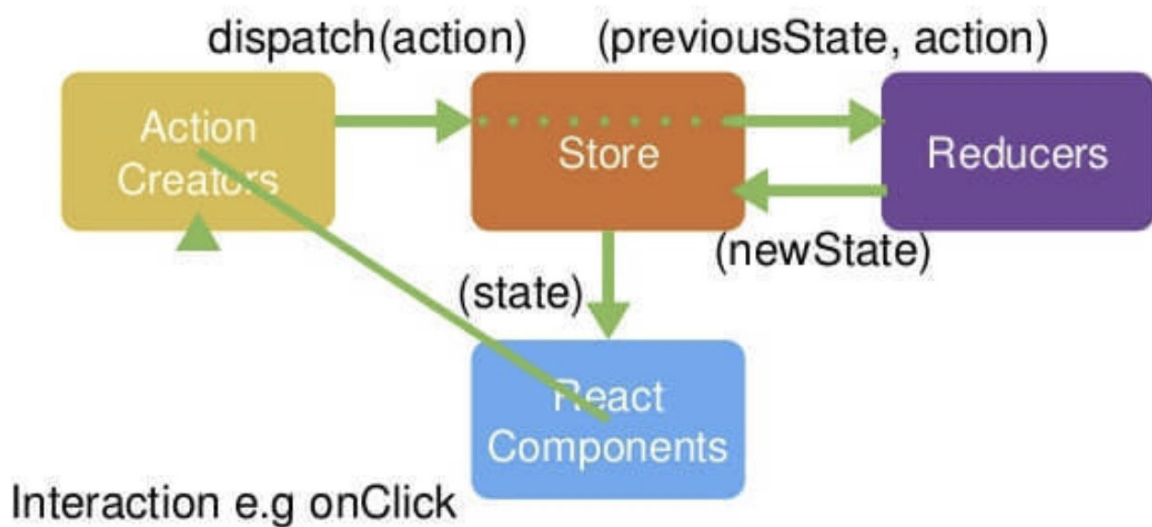 dispatch(action)
(previousState, action)
Action
Creators
Store
Reducers
(newState)
(state)
React
Components
Interaction e.g onClick